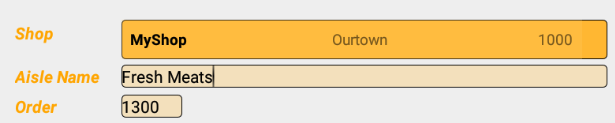 Shop MyShop Ourtown 1000
Aisle Name Fresh Meats
Order 1300